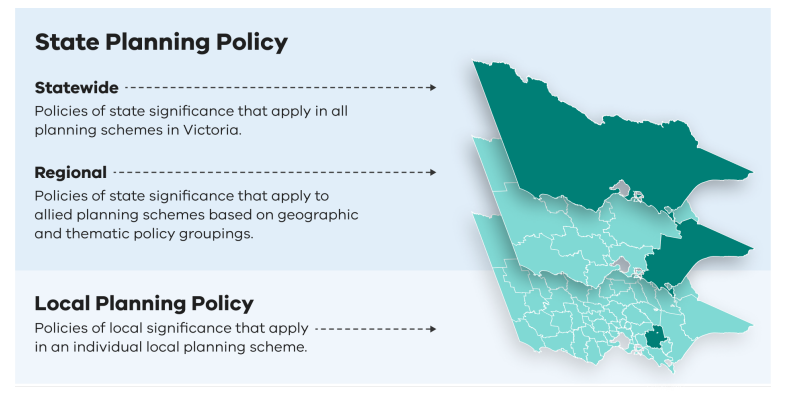 State Planning Policy
Statewide
Policies of state significance that apply in all
planning schemes in Victoria.
Regional
Policies of state significance that apply to
allied planning schemes based on geographic
and thematic policy groupings.
Local Planning Policy
Policies of local significance that apply
in an individual local planning scheme.